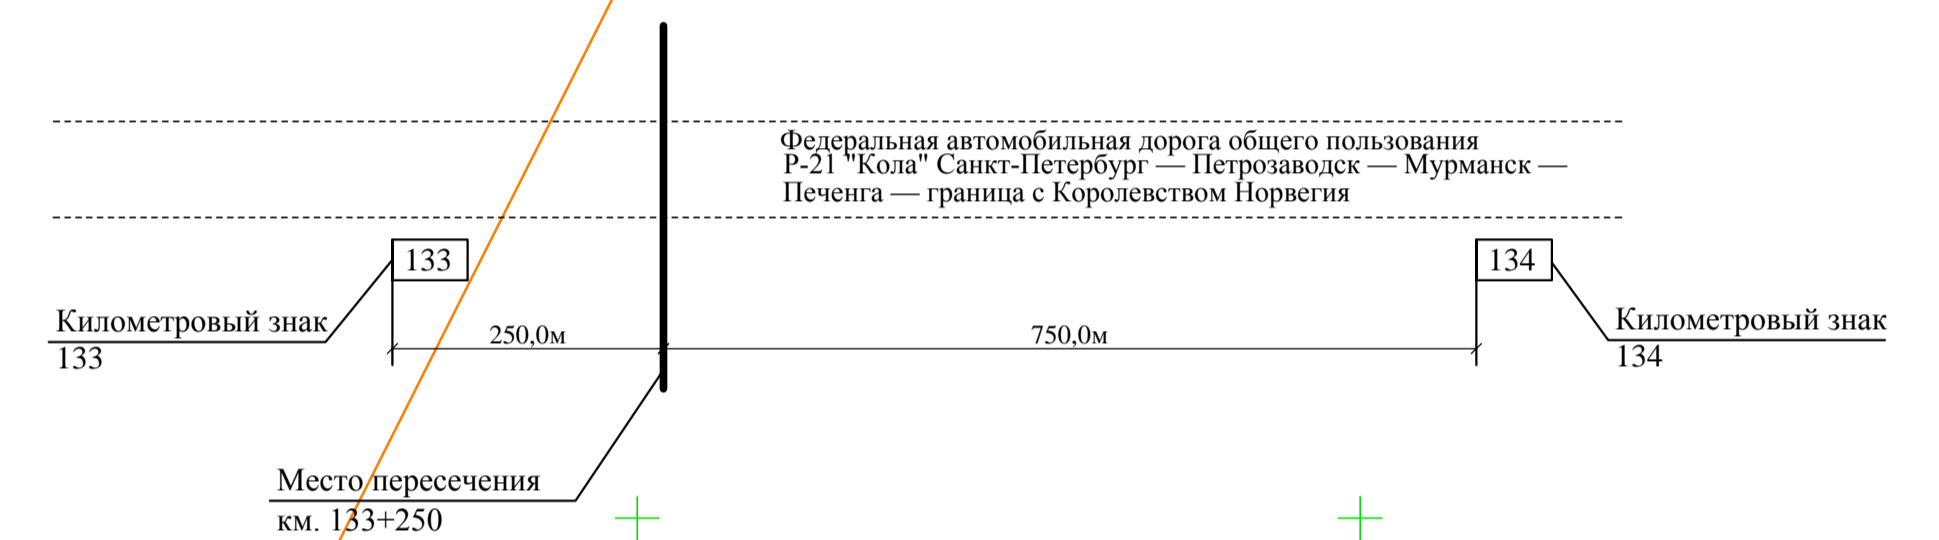 Федеральная автомобильная дорога общего пользования
Р-21 "Кола" Санкт-Петербург — Петрозаводск — Мурманск —
Печенга — граница с Королевством Норвегия
133
134
Километровый знак
133
250,0м
750,0м
Километровый знак
134
Место пересечения
км. 133+250